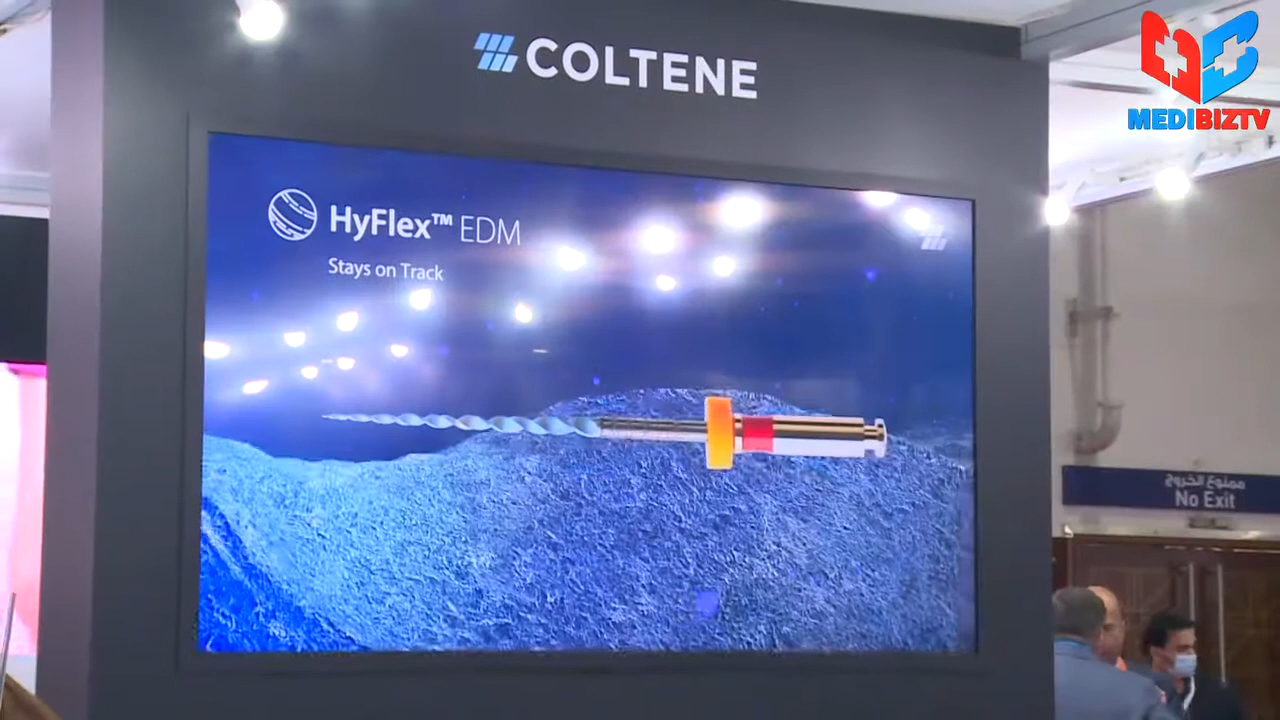 COLTENE
MEDIBIZTV
HyFlex™ EDM
Stays on Track
ممنوع الخروج
No Exit